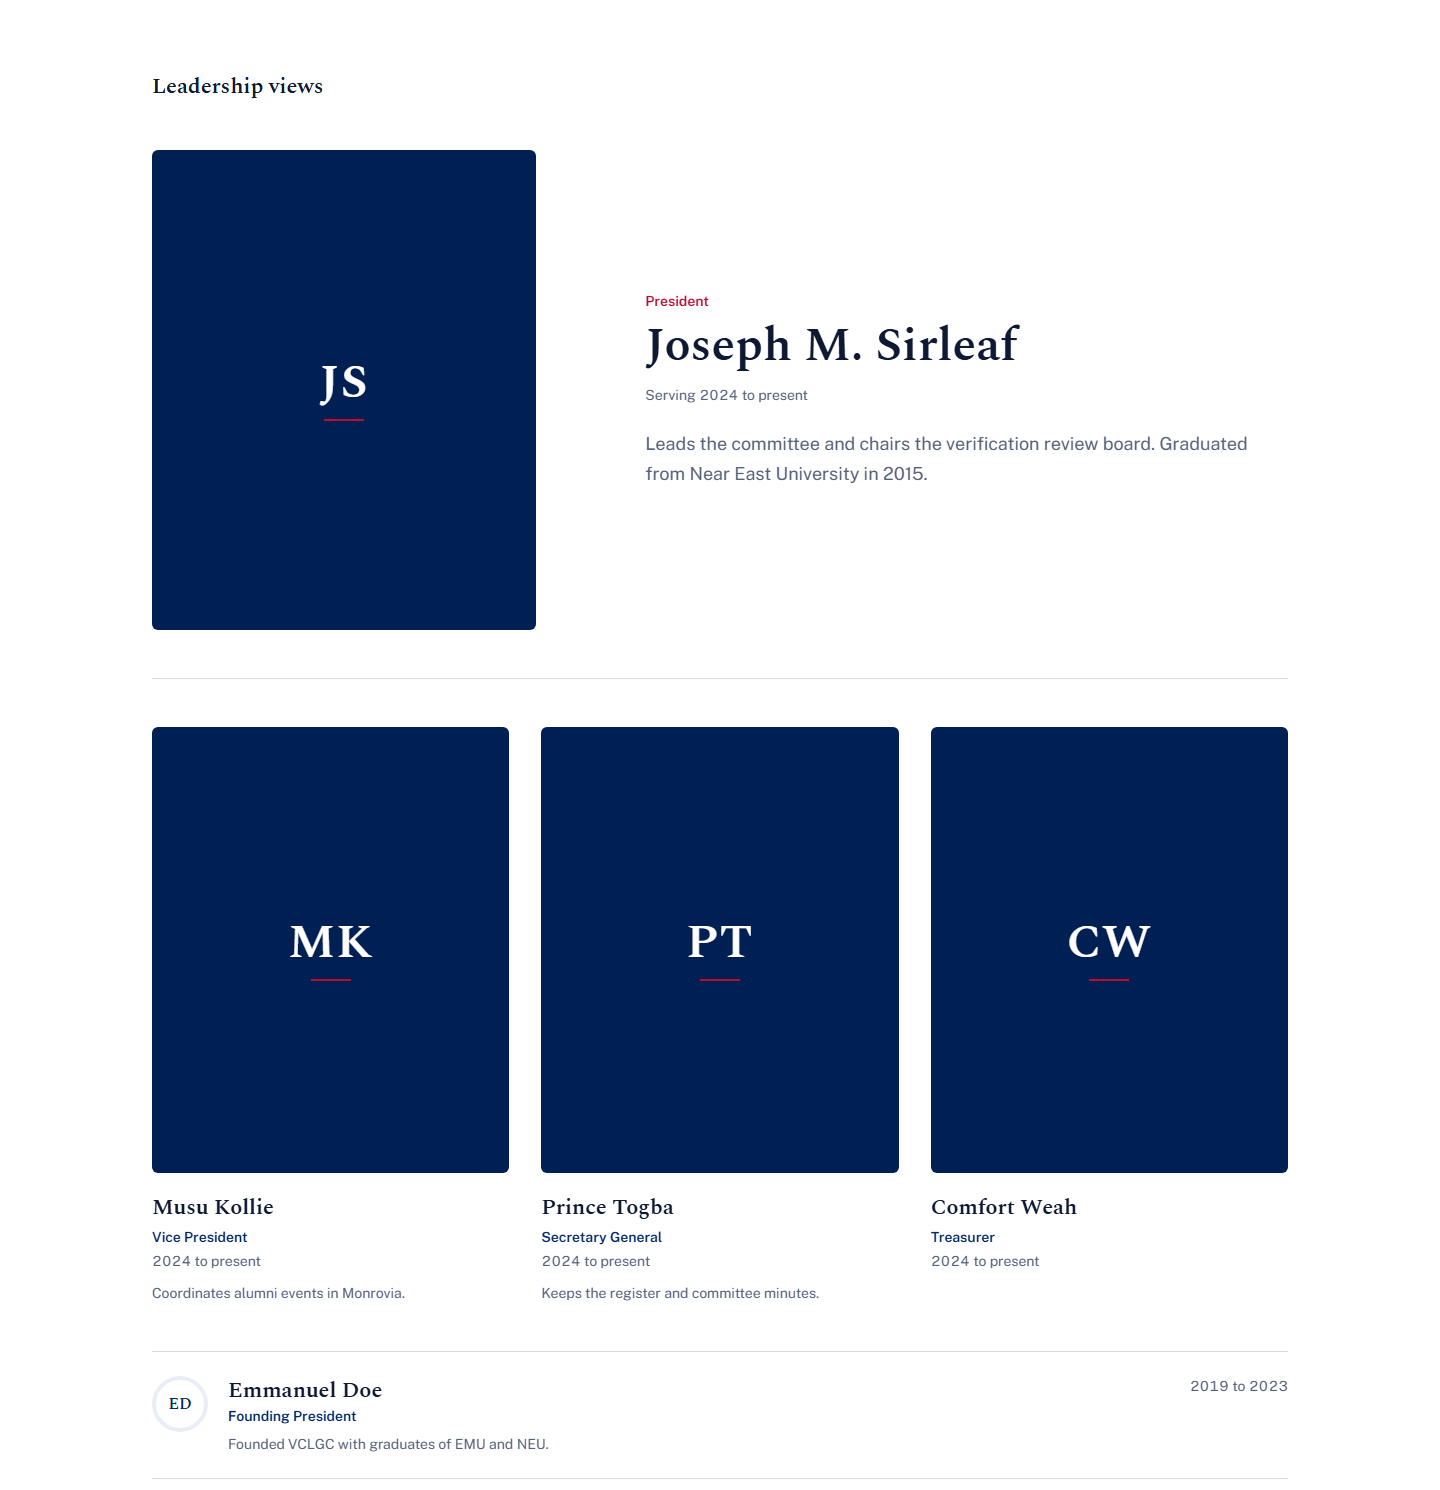 Leadership views
JS
President
Joseph M. Sirleaf
Serving 2024 to present
Leads the committee and chairs the verification review board. Graduated
from Near East University in 2015.
MK
PT
CW
Musu Kollie
Vice President
2024 to present
Coordinates alumni events in Monrovia.
Prince Togba
Secretary General
2024 to present
Keeps the register and committee minutes.
Comfort Weah
Treasurer
2024 to present
ED
Emmanuel Doe
Founding President
Founded VCLGC with graduates of EMU and NEU.
2019 to 2023